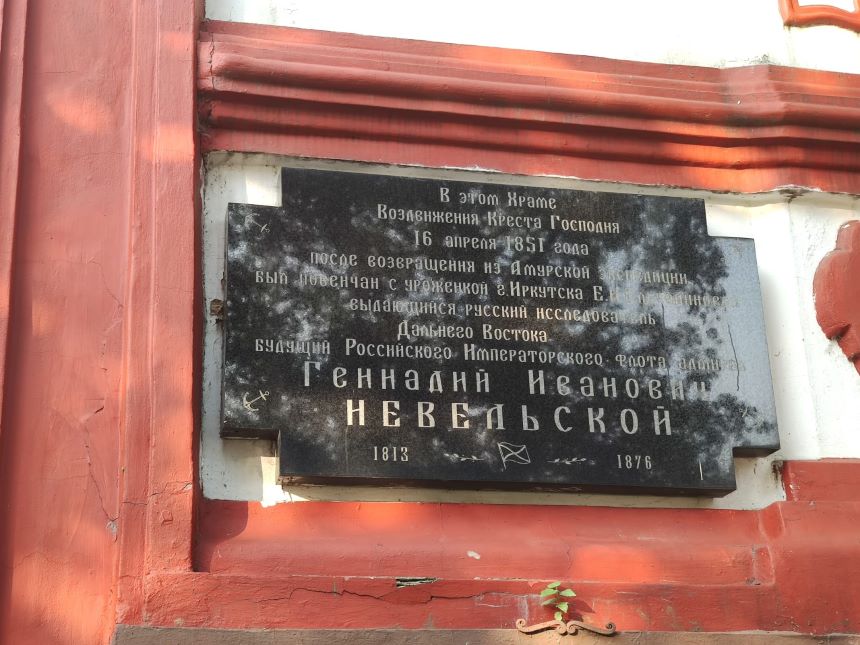 В этом Храме
Воздвижения Креста Господня
16 апреля 1851 года
после возвращения из Амурской экспедиции
был повенчан с уроженкой г.Иркутска Е.И.
выдающийся русский исследователь
Дальнего Востока
будущий Российского Императорского флота адмирал
Геннадий Иванович
НЕВЕЛЬСКОЙ
1813 1876